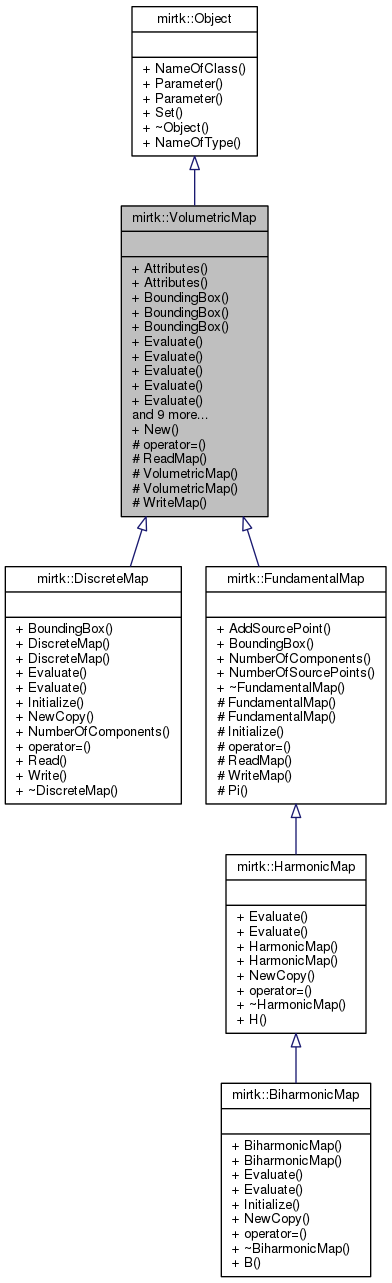 mirtk::Object
+ NameOfClass()
+ Parameter()
+ Parameter()
+ Set()
+ ~Object()
+ NameOfType()
mirtk::VolumetricMap
+ Attributes()
+ Attributes()
+ BoundingBox()
+ BoundingBox()
+ BoundingBox()
+ Evaluate()
+ Evaluate()
+ Evaluate()
+ Evaluate()
+ Evaluate()
and 9 more...
+ New()
# operator=()
# ReadMap()
# VolumetricMap()
# VolumetricMap()
# WriteMap()
mirtk::DiscreteMap
+ BoundingBox()
+ DiscreteMap()
+ DiscreteMap()
+ Evaluate()
+ Evaluate()
+ Initialize()
+ NewCopy()
+ NumberOfComponents()
+ operator=()
+ Read()
+ Write()
+ ~DiscreteMap()
mirtk::FundamentalMap
+ AddSourcePoint()
+ BoundingBox()
+ NumberOfComponents()
+ NumberOfSourcePoints()
+ ~FundamentalMap()
# FundamentalMap()
# FundamentalMap()
# Initialize()
# operator=()
# ReadMap()
# WriteMap()
# Pi()
mirtk::HarmonicMap
+ Evaluate()
+ Evaluate()
+ HarmonicMap()
+ HarmonicMap()
+ NewCopy()
+ operator=()
+ ~HarmonicMap()
+ H()
mirtk::BiharmonicMap
+ BiharmonicMap()
+ BiharmonicMap()
+ Evaluate()
+ Evaluate()
+ Initialize()
+ NewCopy()
+ operator=()
+ ~BiharmonicMap()
+ B()